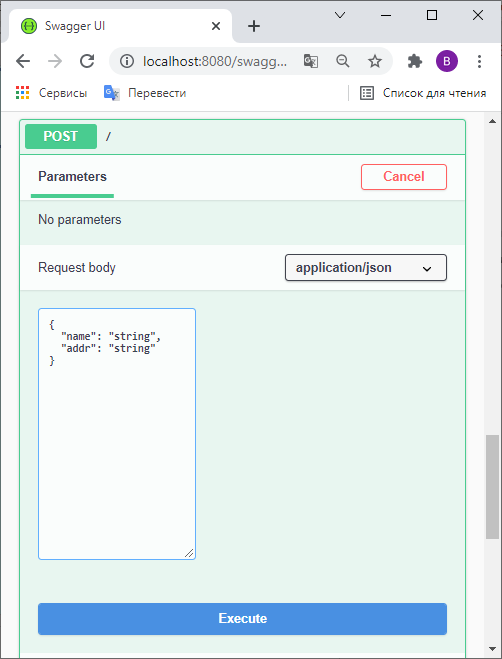 Swagger UI
localhost:8080/swagg...
B
Сервисы
Перевести
Список для чтения
POST
/
Parameters
Cancel
No parameters
Request body
application/json
{
"name": "string",
"addr": "string"
}
Execute